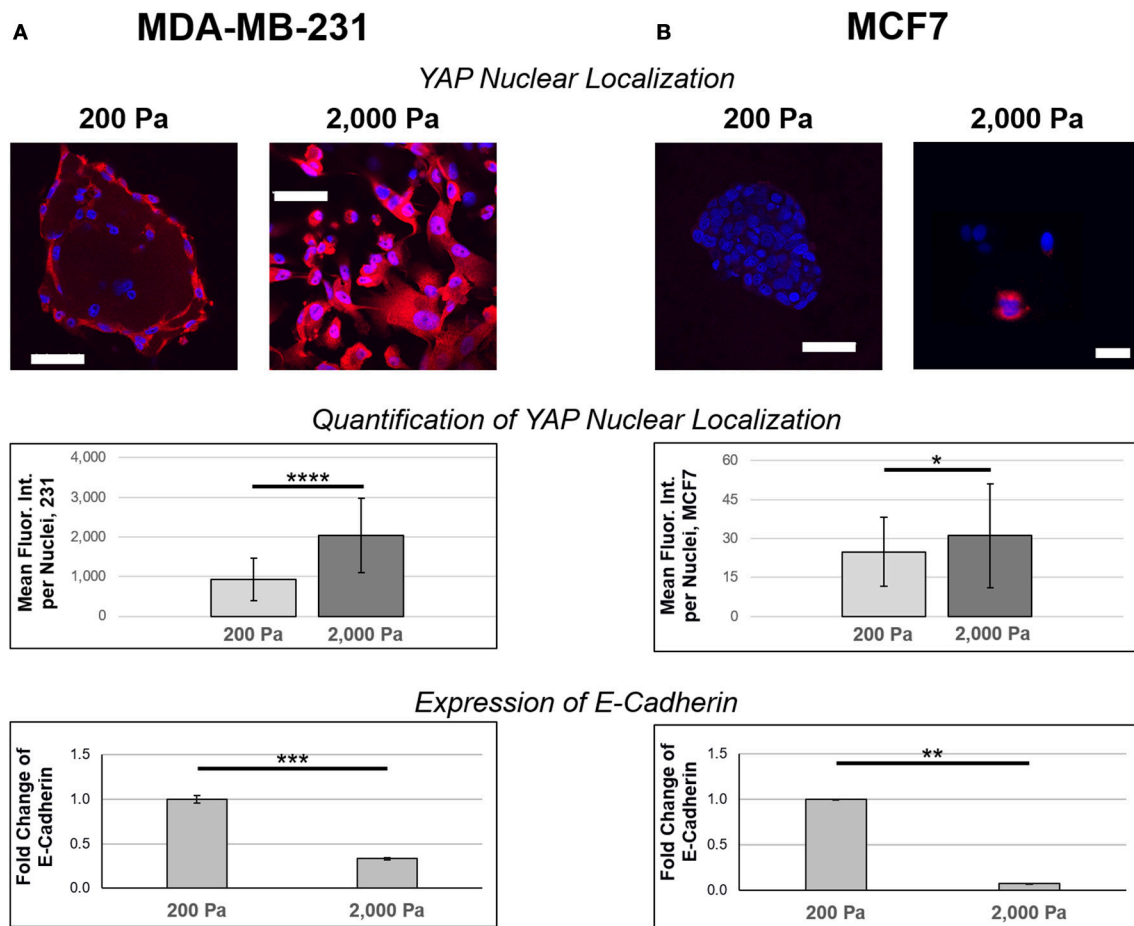 A MDA-MB-231
B MCF7
YAP Nuclear Localization
200 Pa
2,000 Pa
200 Pa
2,000 Pa
Quantification of YAP Nuclear Localization
Mean Fluor. Int.
per Nuclei, 231
4,000
3,000
2,000
1,000
0
****
200 Pa
2,000 Pa
Mean Fluor. Int.
per Nuclei, MCF7
60
45
30
15
0
*
200 Pa
2,000 Pa
Expression of E-Cadherin
Fold Change of
E-Cadherin
1.5
1.0
0.5
0.0
***
200 Pa
2,000 Pa
Fold Change of
E-Cadherin
1.5
1.0
0.5
0.0
**
200 Pa
2,000 Pa